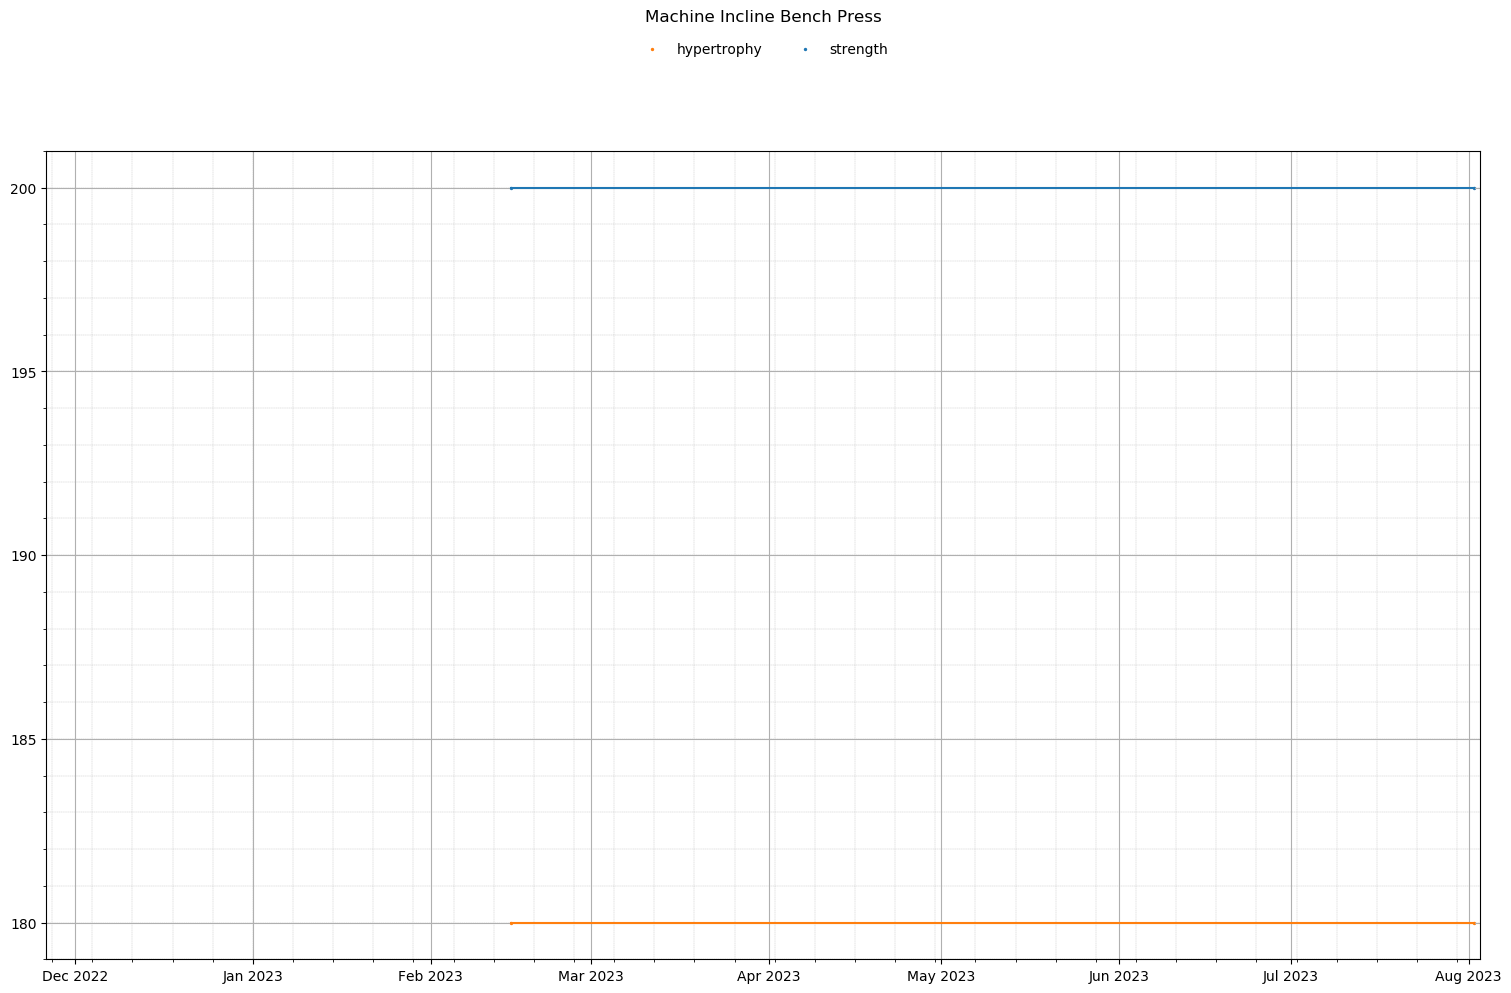 Machine Incline Bench Press
hypertrophy strength
200
195
190
185
180
Dec 2022 Jan 2023 Feb 2023 Mar 2023 Apr 2023 May 2023 Jun 2023 Jul 2023 Aug 2023